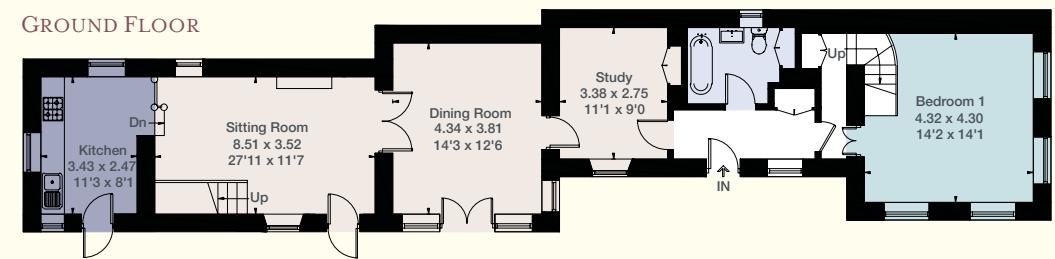 GROUND FLOOR
Kitchen
3.43 x 2.47
11'3 x 8'1
Dn
Sitting Room
8.51 x 3.52
27'11 x 11'7
Up
Dining Room
4.34 x 3.81
14'3 x 12'6
Study
3.38 x 2.75
11'1 x 9'0
IN
Up
Bedroom 1
4.32 x 4.30
14'2 x 14'1